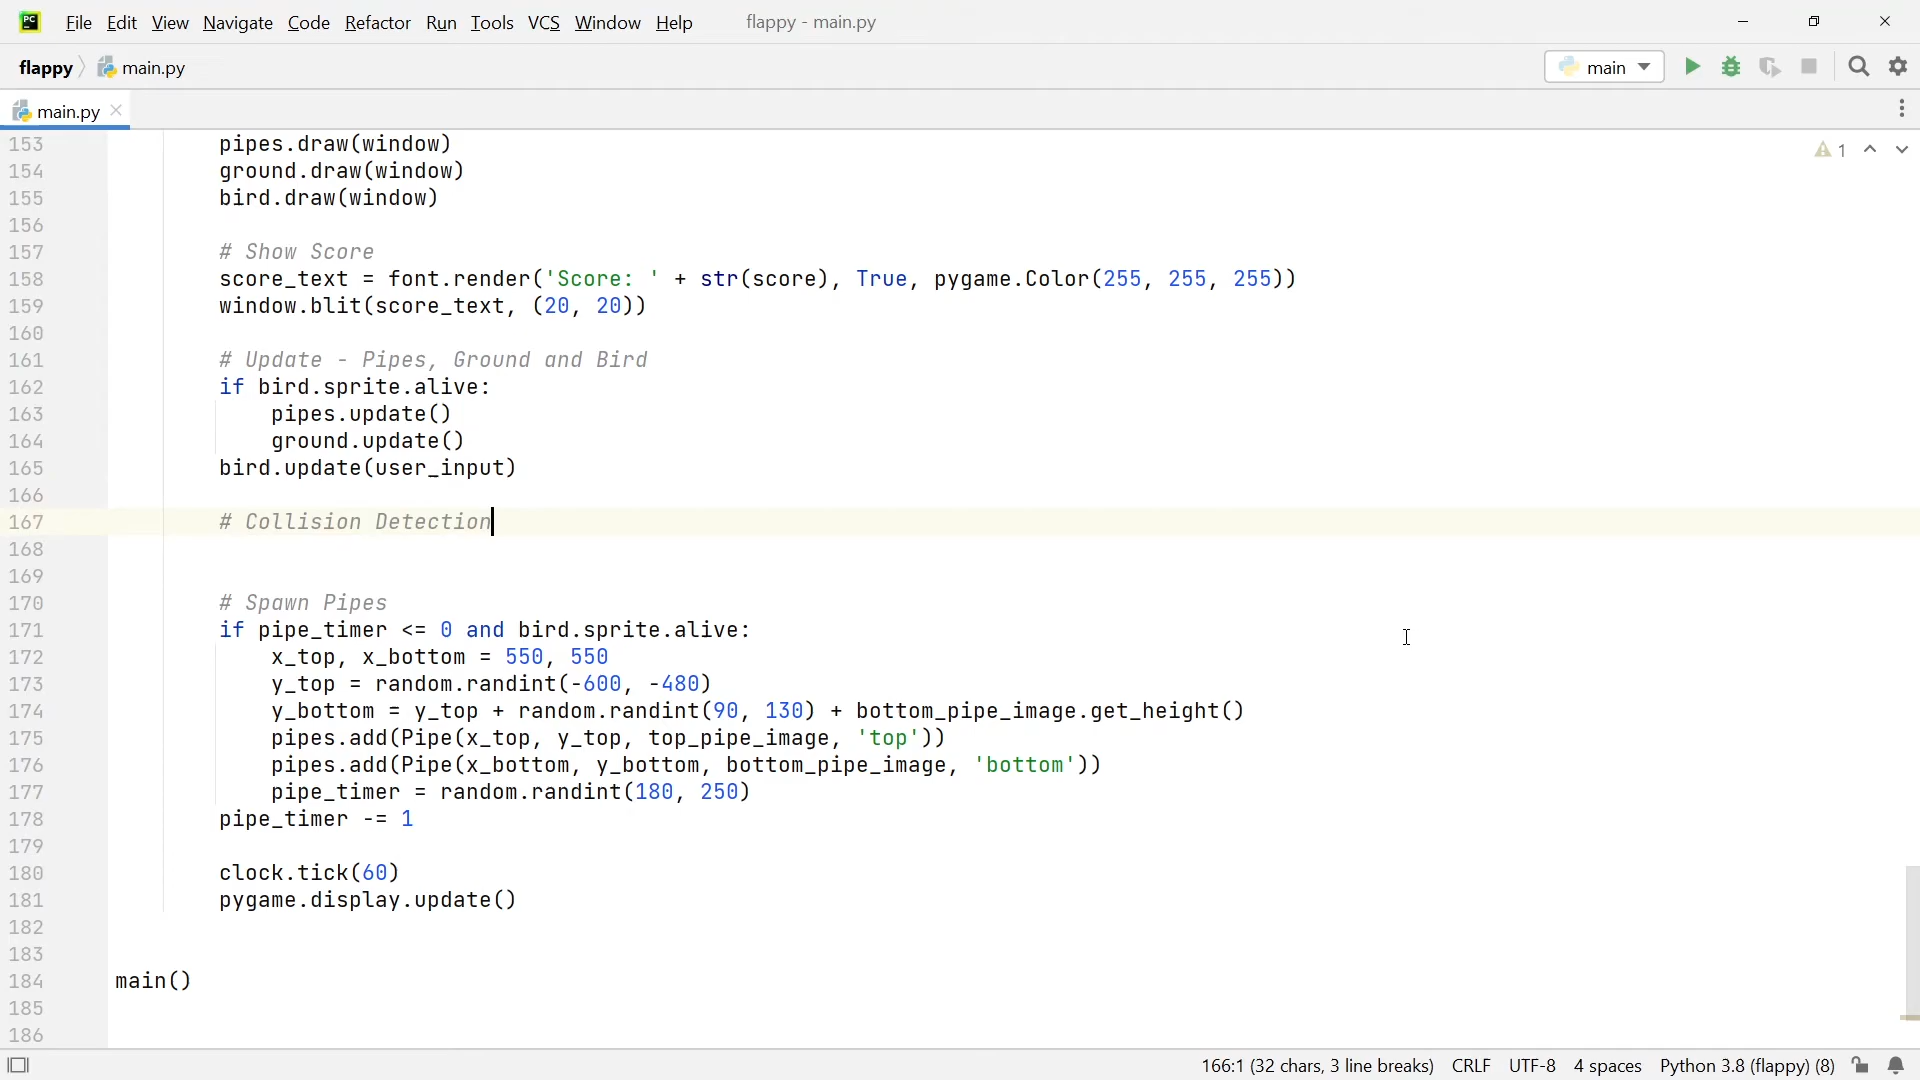 PC File Edit View Navigate Code Refactor Run Tools VCS Window Help flappy - main.py
flappy main.py main
main.py
153 pipes.draw(window) 1
154 ground.draw(window)
155 bird.draw(window)
156
157 # Show Score
158 score_text = font.render('Score: ' + str(score), True, pygame.Color(255, 255, 255))
159 window.blit(score_text, (20, 20))
160
161 # Update - Pipes, Ground and Bird
162 if bird.sprite.alive:
163 pipes.update()
164 ground.update()
165 bird.update(user_input)
166
167 # Collision Detection
168
169
170 # Spawn Pipes
171 if pipe_timer <= 0 and bird.sprite.alive:
172 x_top, x_bottom = 550, 550
173 y_top = random.randint(-600, -480)
174 y_bottom = y_top + random.randint(90, 130) + bottom_pipe_image.get_height()
175 pipes.add(Pipe(x_top, y_top, top_pipe_image, 'top'))
176 pipes.add(Pipe(x_bottom, y_bottom, bottom_pipe_image, 'bottom'))
177 pipe_timer = random.randint(180, 250)
178 pipe_timer -= 1
179
180 clock.tick(60)
181 pygame.display.update()
182
183
184 main()
185
186
166:1 (32 chars, 3 line breaks) CRLF UTF-8 4 spaces Python 3.8 (flappy) (8)